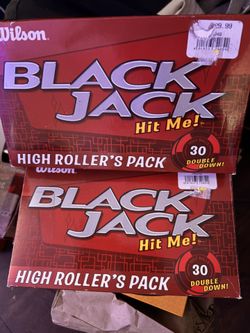 Wilson.
BLACK
JACK
Hit Me!
HIGH ROLLER'S PACK
30
DOUBLE
DOWN!
Wilson.
BLACK
JACK
Hit Me!
HIGH ROLLER'S PACK
30
DOUBLE
DOWN!